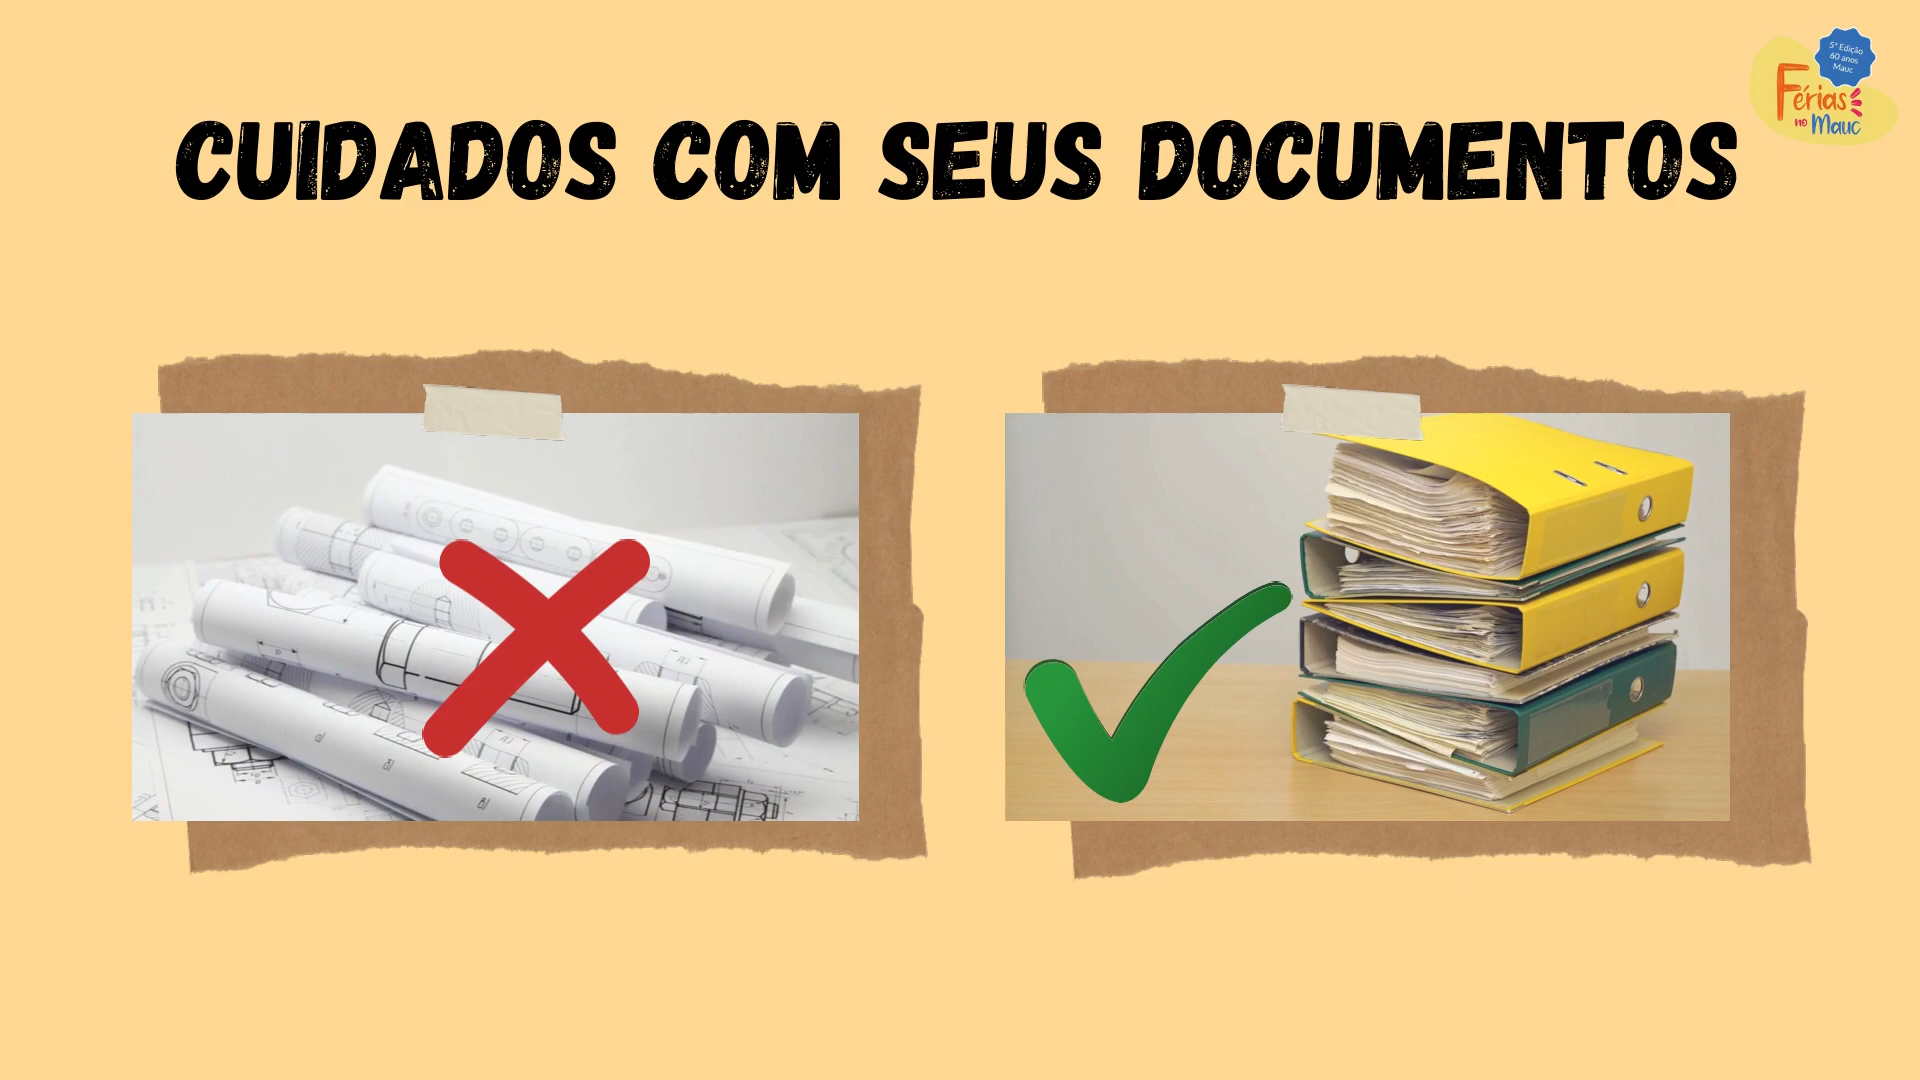 CUIDADOS COM SEUS DOCUMENTOS
5ª Edição
60 anos
Mauc
Férias
no Mauc